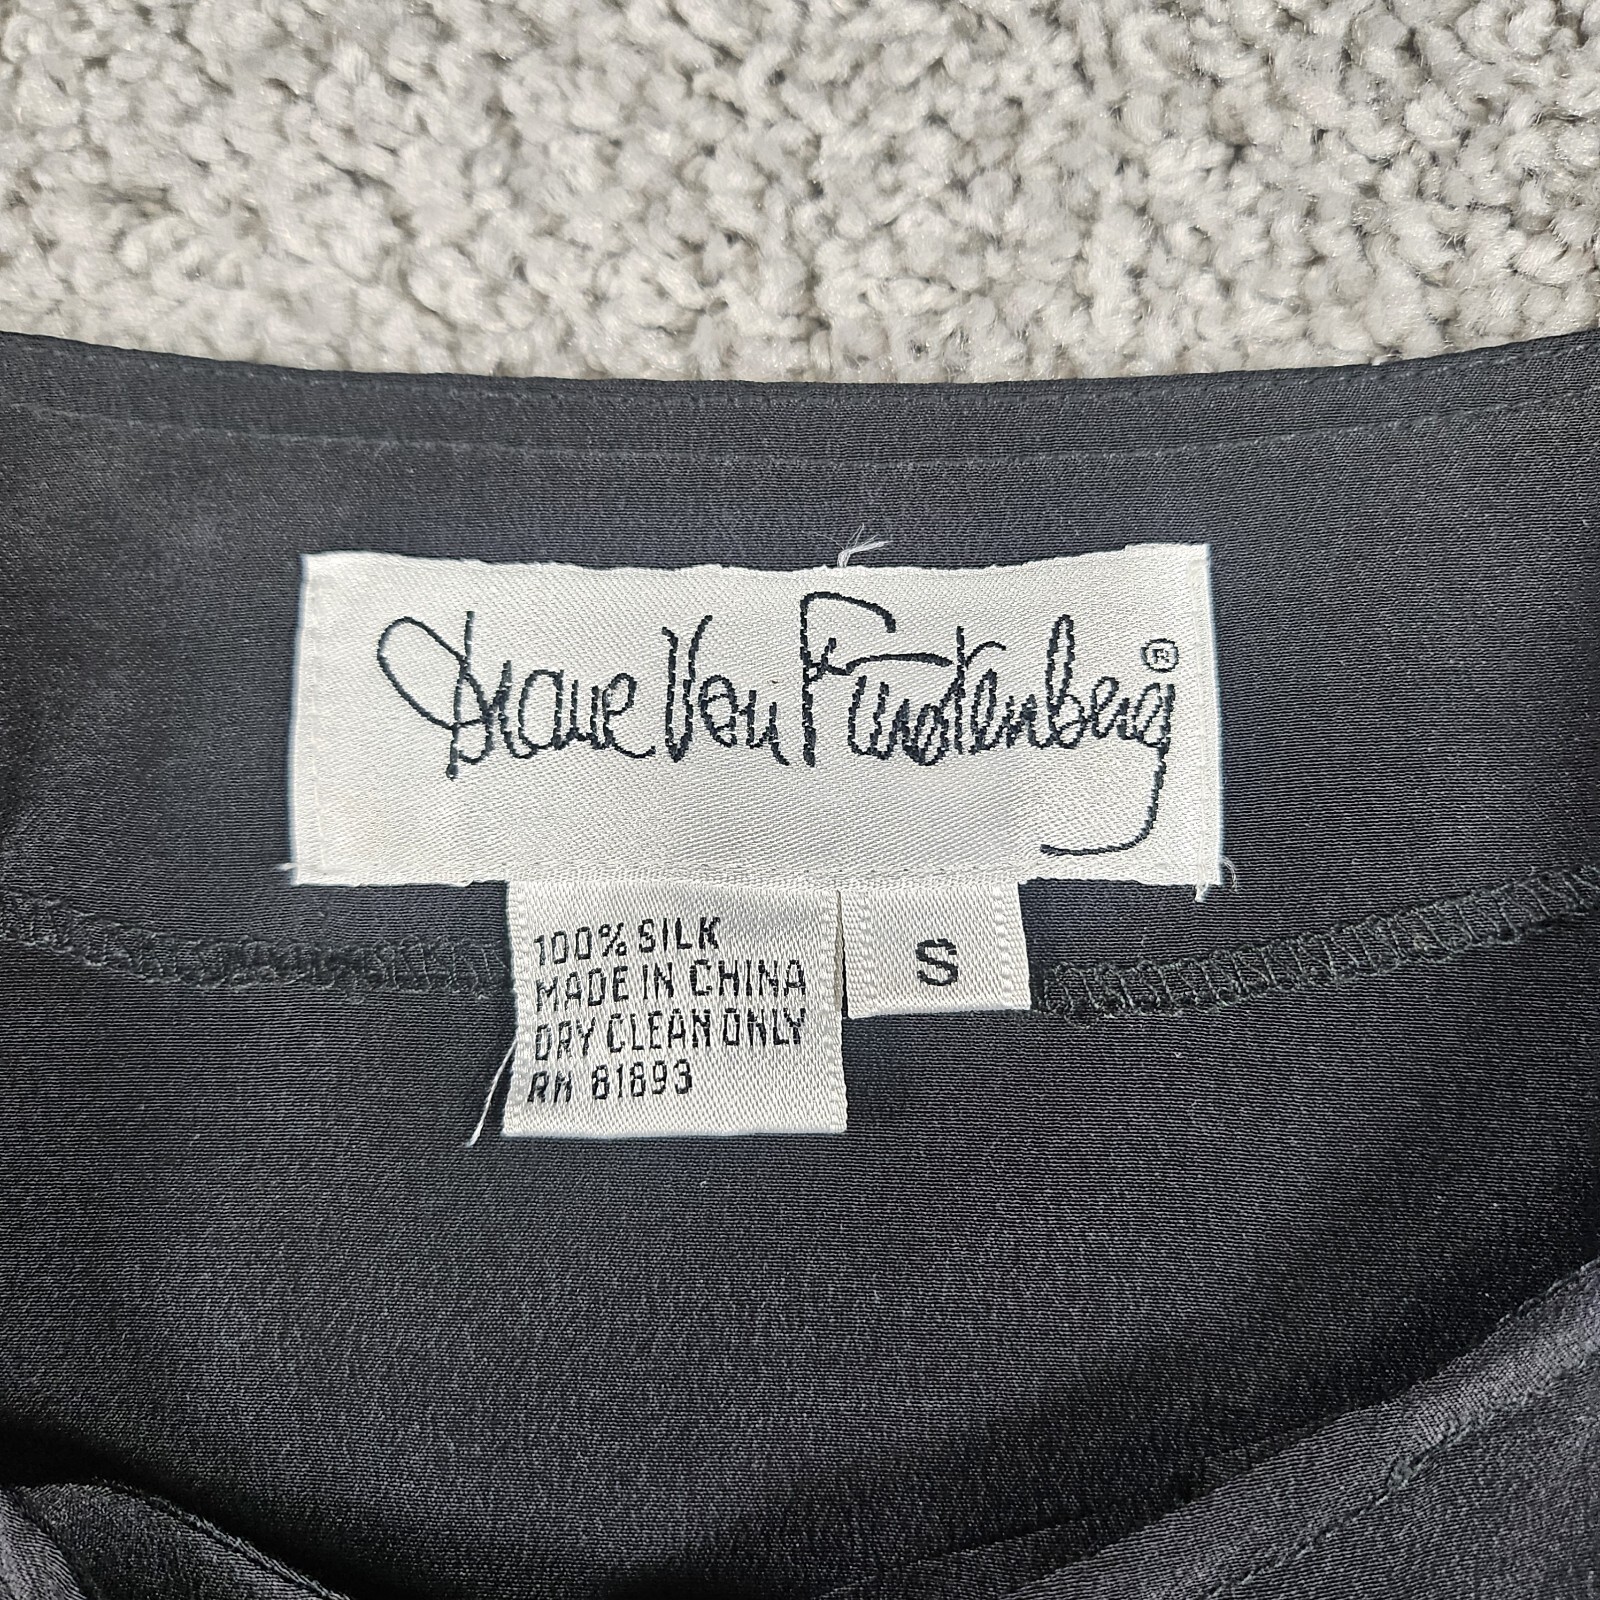 Diane Von Furstenberg ®
100% SILK
MADE IN CHINA
DRY CLEAN ONLY
RN 81893
S